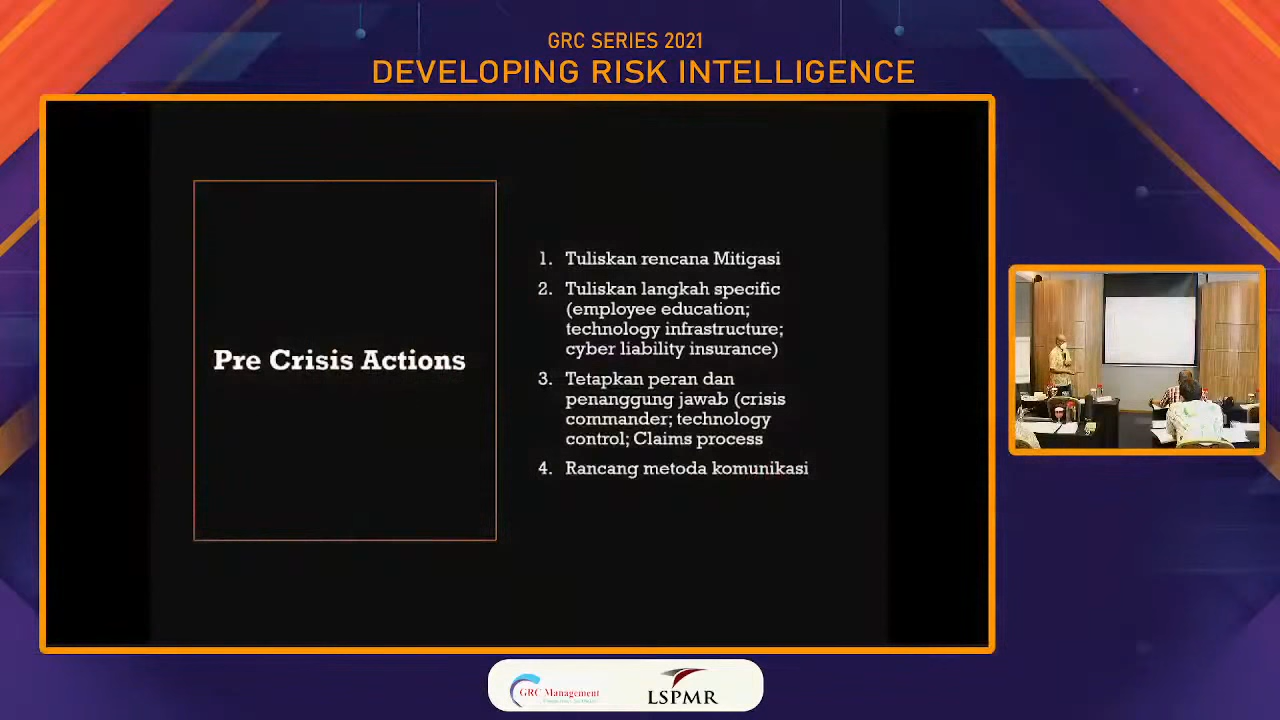 GRC SERIES 2021
DEVELOPING RISK INTELLIGENCE
Pre Crisis Actions
1. Tuliskan rencana Mitigasi
2. Tuliskan langkah specific
(employee education;
technology infrastructure;
cyber liability insurance)
3. Tetapkan peran dan
penanggung jawab (crisis
commander; technology
control; Claims process
4. Rancang metoda komunikasi
GRC Management
LSPMR